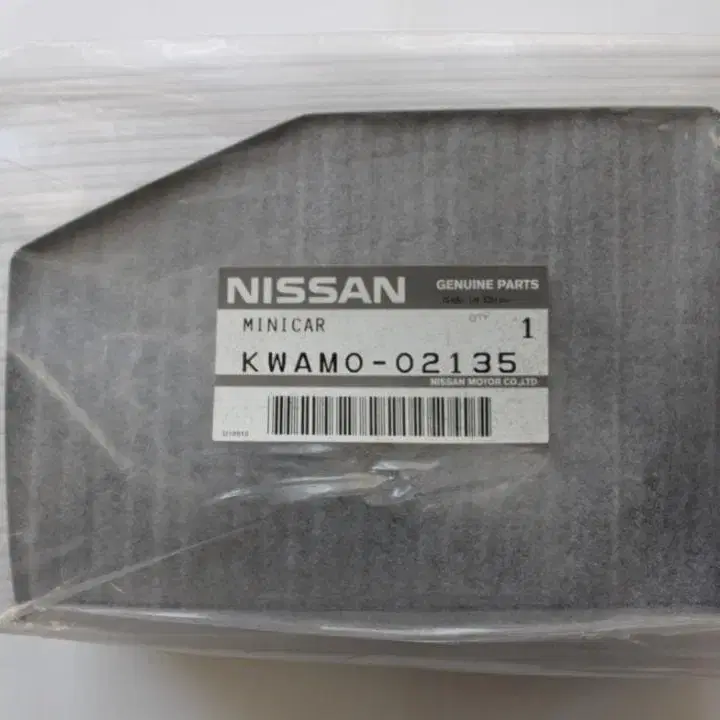 NISSAN GENUINE PARTS
MINICAR QTY 1
KWAM0-02135
NISSAN MOTOR CO.,LTD